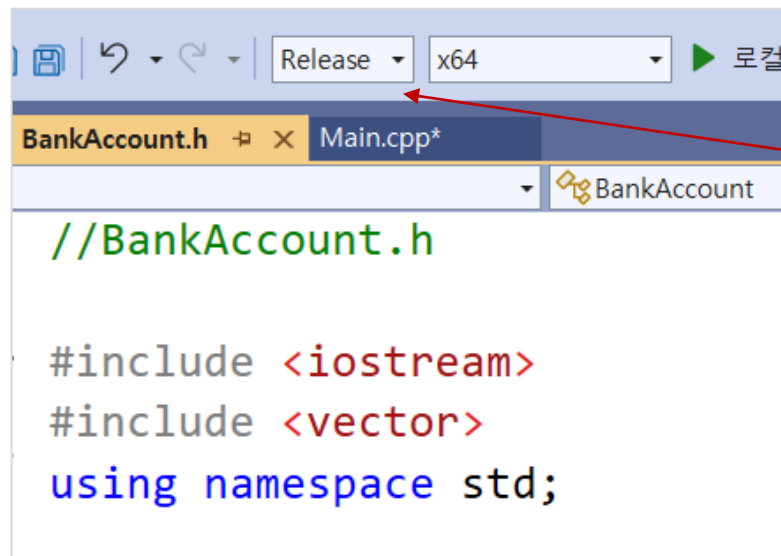 Release x64 로컬
BankAccount.h Main.cpp*
BankAccount
//BankAccount.h
#include <iostream>
#include <vector>
using namespace std;